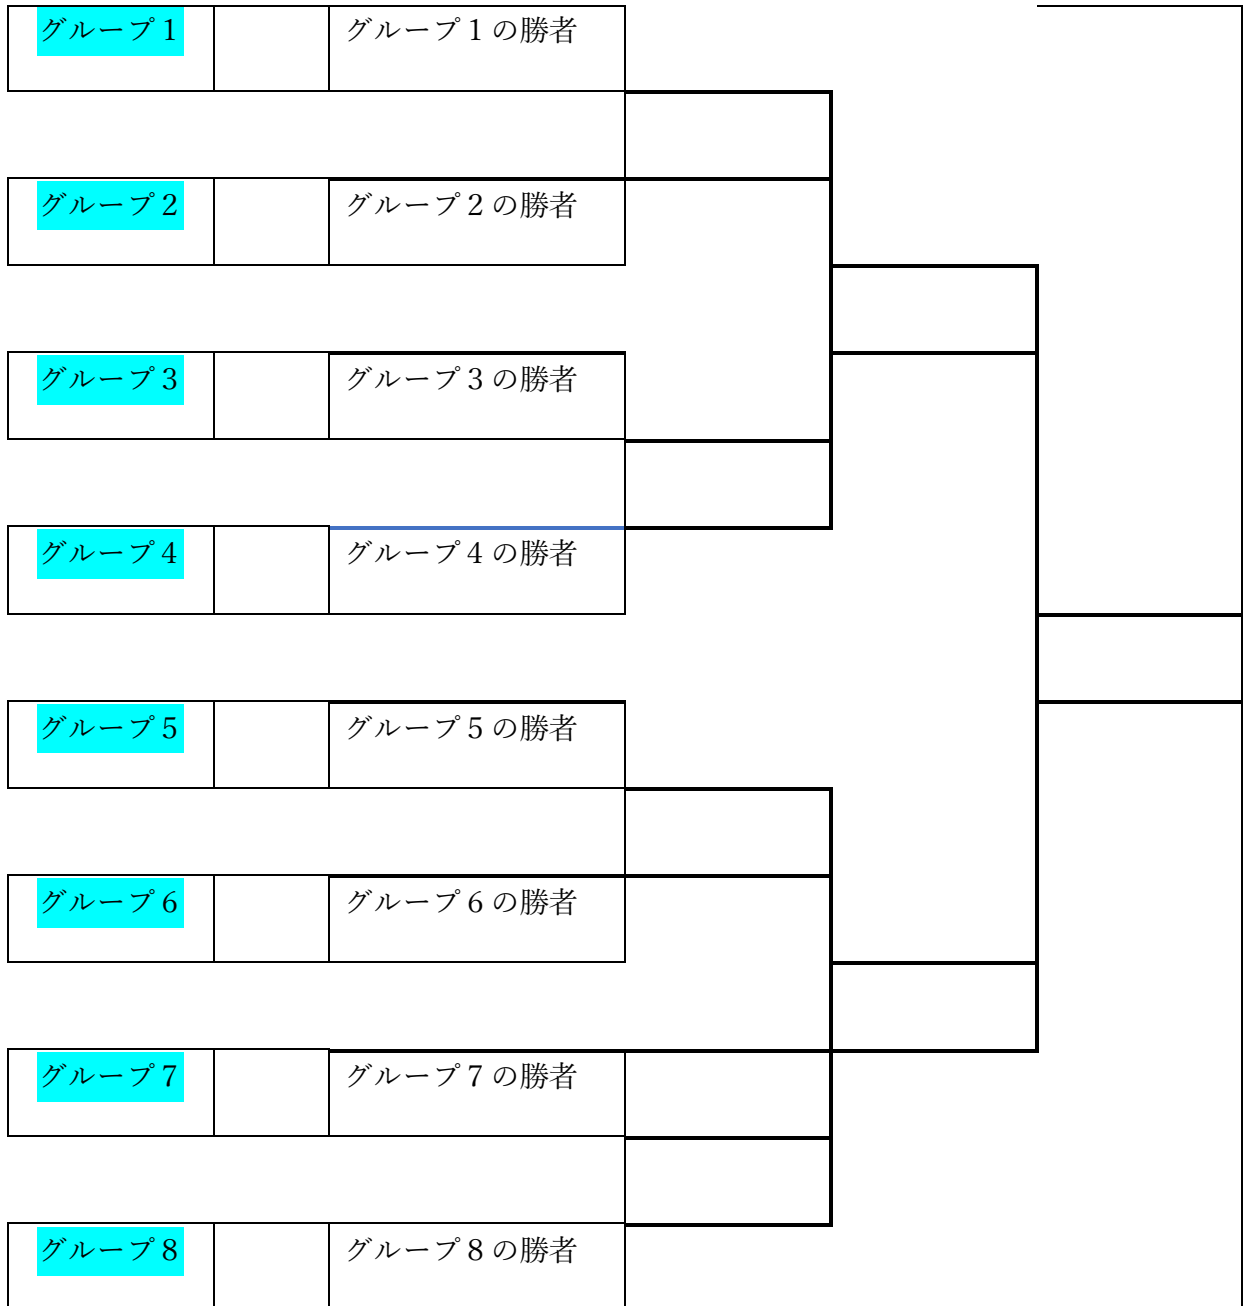 グループ1
グループ1の勝者
グループ2
グループ2の勝者
グループ3
グループ3の勝者
グループ4
グループ4の勝者
グループ5
グループ5の勝者
グループ6
グループ6の勝者
グループ7
グループ7の勝者
グループ8
グループ8の勝者